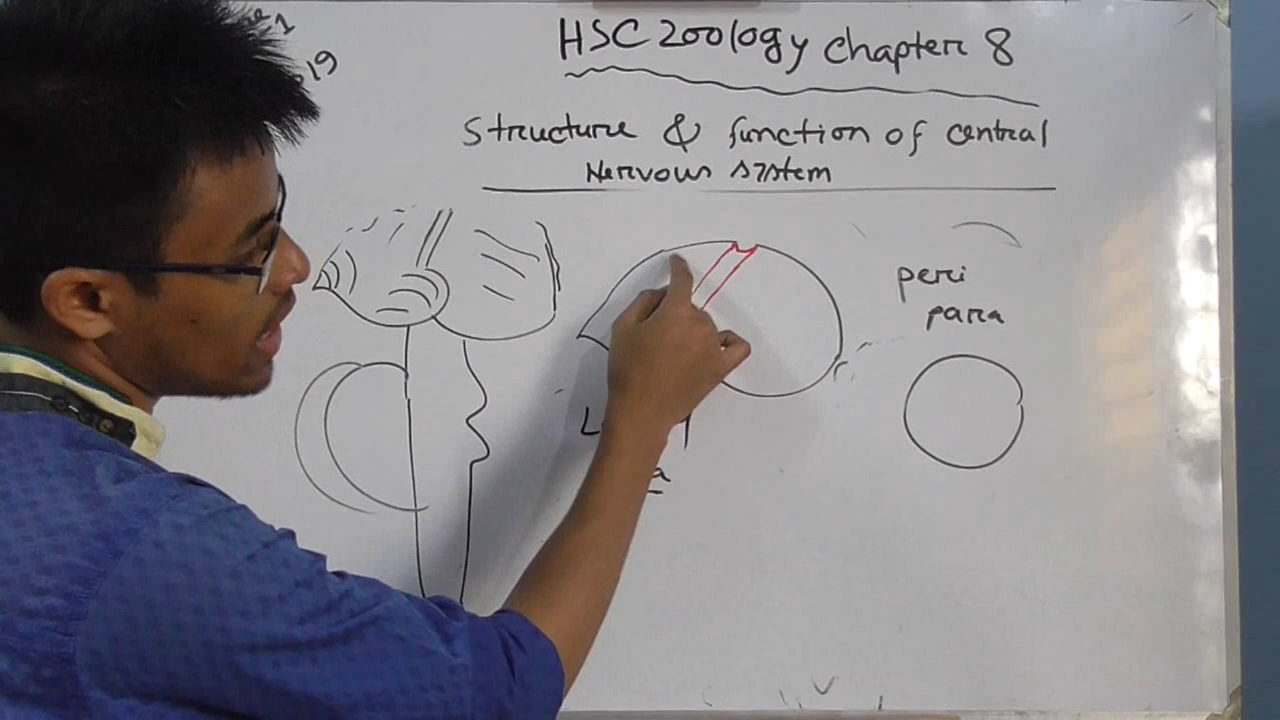 HSC Zoology Chapter 8
Structure & function of central
Nervous system
peri
para